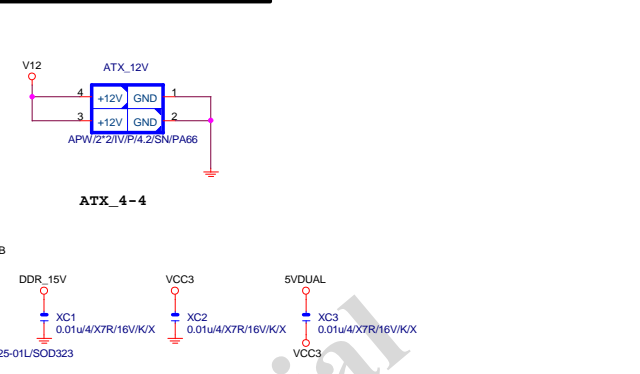 V12
ATX_12V
4 +12V GND 1
3 +12V GND 2
APW/2*2/IV/P/4.2/SN/PA66
ATX_4-4
B
DDR_15V VCC3 5VDUAL
XC1 XC2 XC3
0.01u/4/X7R/16V/K/X 0.01u/4/X7R/16V/K/X 0.01u/4/X7R/16V/K/X
25-01L/SOD323 VCC3
ial